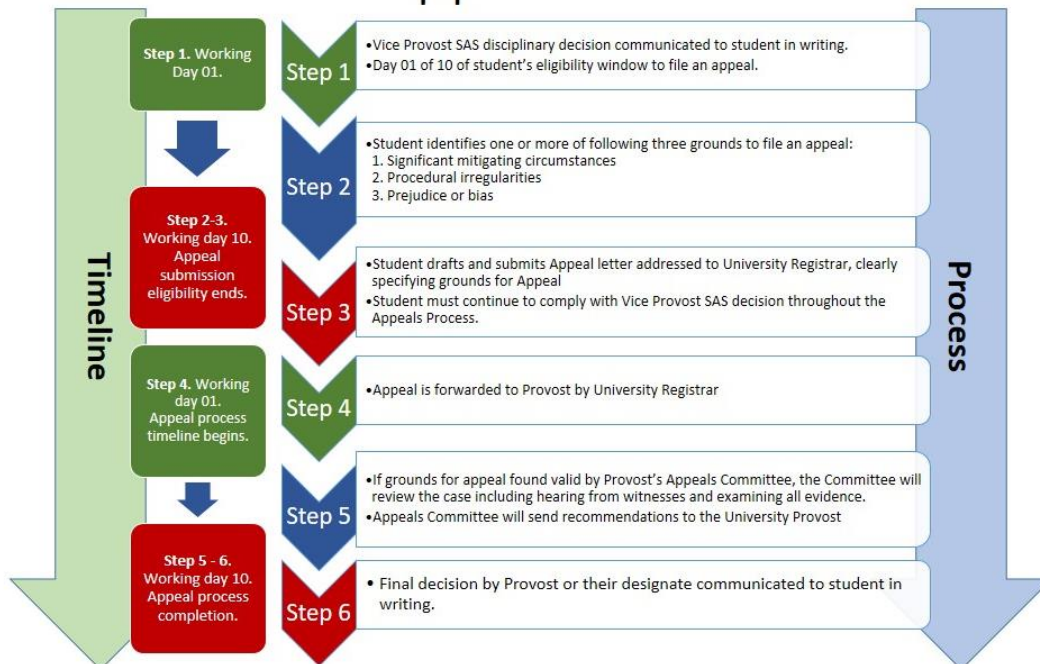 Timeline
Step 1. Working
Day 01.
Step 1
•Vice Provost SAS disciplinary decision communicated to student in writing.
•Day 01 of 10 of student's eligibility window to file an appeal.
Step 2
•Student identifies one or more of following three grounds to file an appeal:
1. Significant mitigating circumstances
2. Procedural irregularities
3. Prejudice or bias
Step 2-3.
Working day 10.
Appeal
submission
eligibility ends.
Step 3
•Student drafts and submits Appeal letter addressed to University Registrar, clearly
specifying grounds for Appeal
•Student must continue to comply with Vice Provost SAS decision throughout the
Appeals Process.
Step 4. Working
day 01.
Appeal process
timeline begins.
Step 4
•Appeal is forwarded to Provost by University Registrar
Step 5
•If grounds for appeal found valid by Provost's Appeals Committee, the Committee will
review the case including hearing from witnesses and examining all evidence.
•Appeals Committee will send recommendations to the University Provost
Step 5 - 6.
Working day 10.
Appeal process
completion.
Step 6
• Final decision by Provost or their designate communicated to student in
writing.
Process